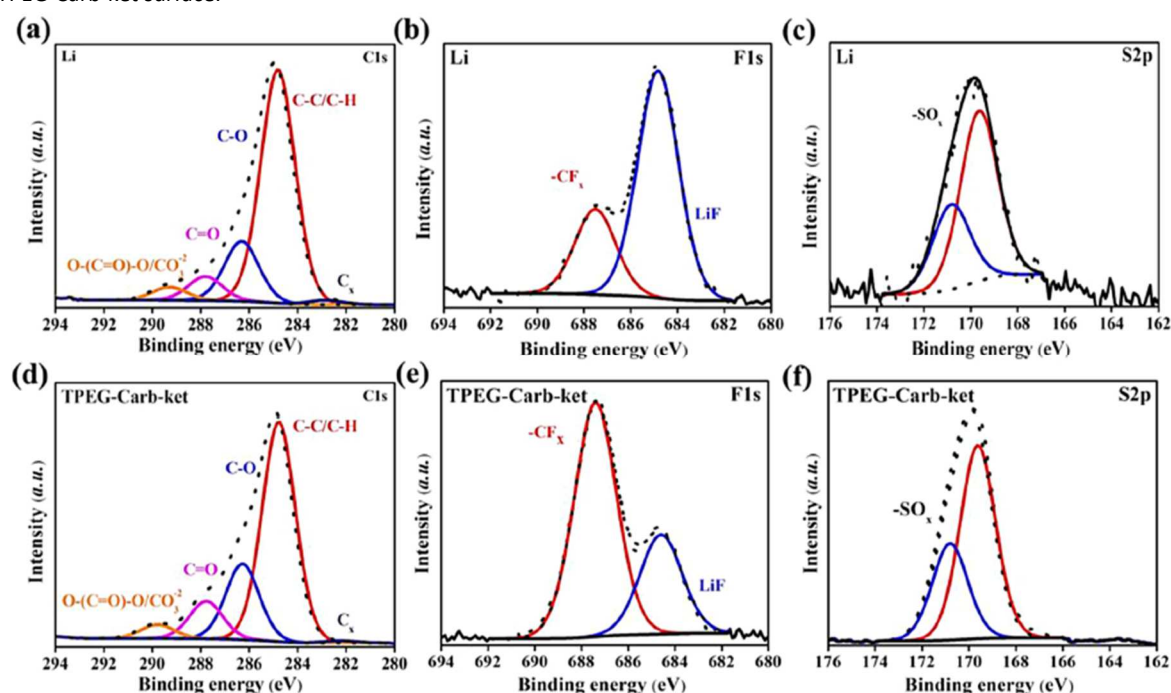 TPEG-Carb-ket surface.
(a)
Li
C1s
C-C/C-H
C-O
C=O
Cx
294 292 290 288 286 284 282 280
Binding energy (eV)
Intensity (a.u.)
(b)
Li
F1s
-CFx
LiF
694 692 690 688 686 684 682 680
Binding energy (eV)
Intensity (a.u.)
(c)
Li
S2p
-SOx
176 174 172 170 168 166 164 162
Binding energy (eV)
Intensity (a.u.)
(d)
TPEG-Carb-ket
C1s
C-C/C-H
C-O
C=O
O-(C=O)-O/CO3-2
Cx
294 292 290 288 286 284 282 280
Binding energy (eV)
Intensity (a.u.)
(e)
TPEG-Carb-ket
F1s
-CFx
LiF
694 692 690 688 686 684 682 680
Binding energy (eV)
Intensity (a.u.)
(f)
TPEG-Carb-ket
S2p
-SOx
176 174 172 170 168 166 164 162
Binding energy (eV)
Intensity (a.u.)